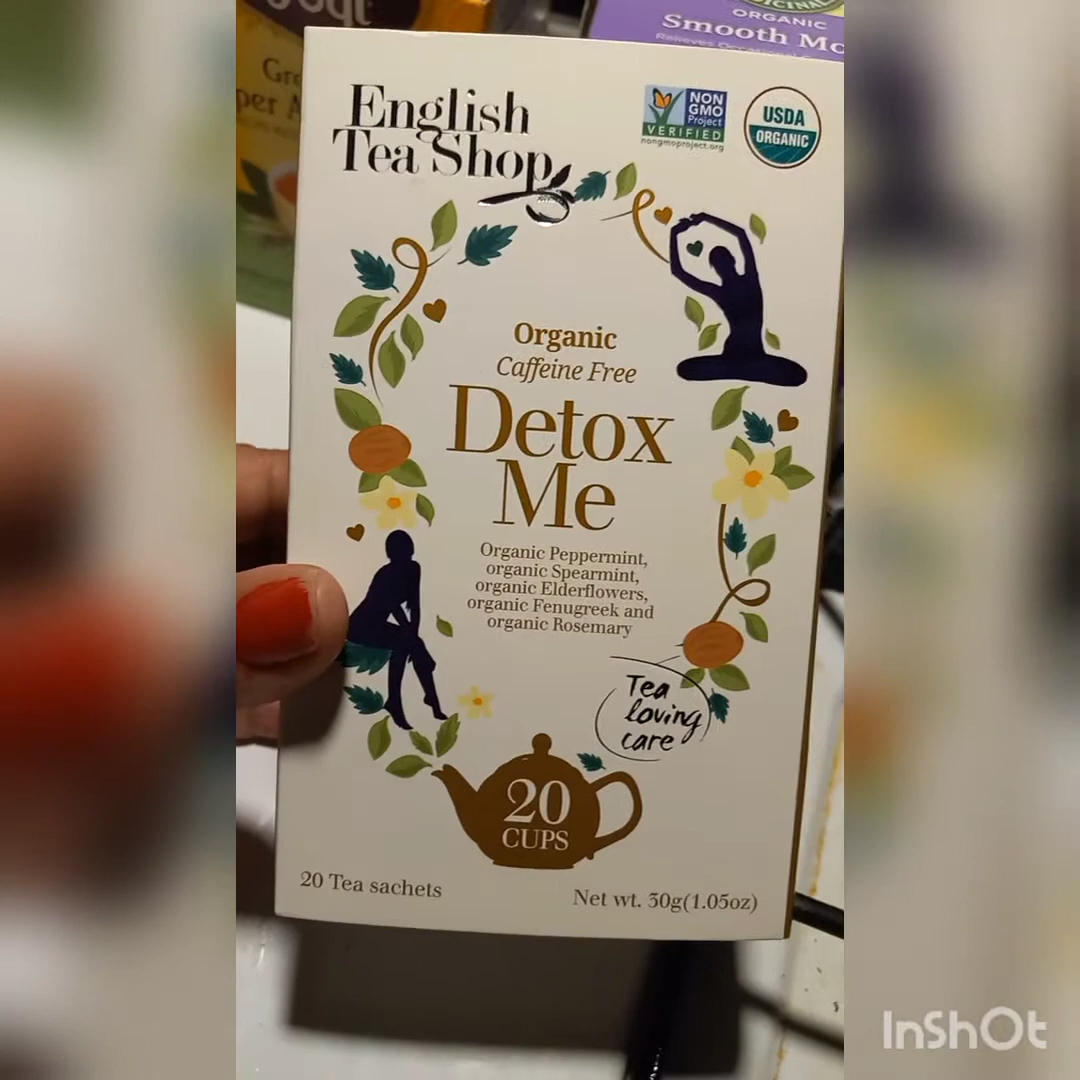 ORGANIC
Smooth
English
Tea Shop
NON
GMO
Project
VERIFIED
nongmoproject.org
USDA
ORGANIC
Organic
Caffeine Free
Detox
Me
Organic Peppermint,
organic Spearmint,
organic Elderflowers,
organic Fenugreek and
organic Rosemary
Tea
loving
care
20
CUPS
20 Tea sachets
Net wt. 30g(1.05oz)
InShOt